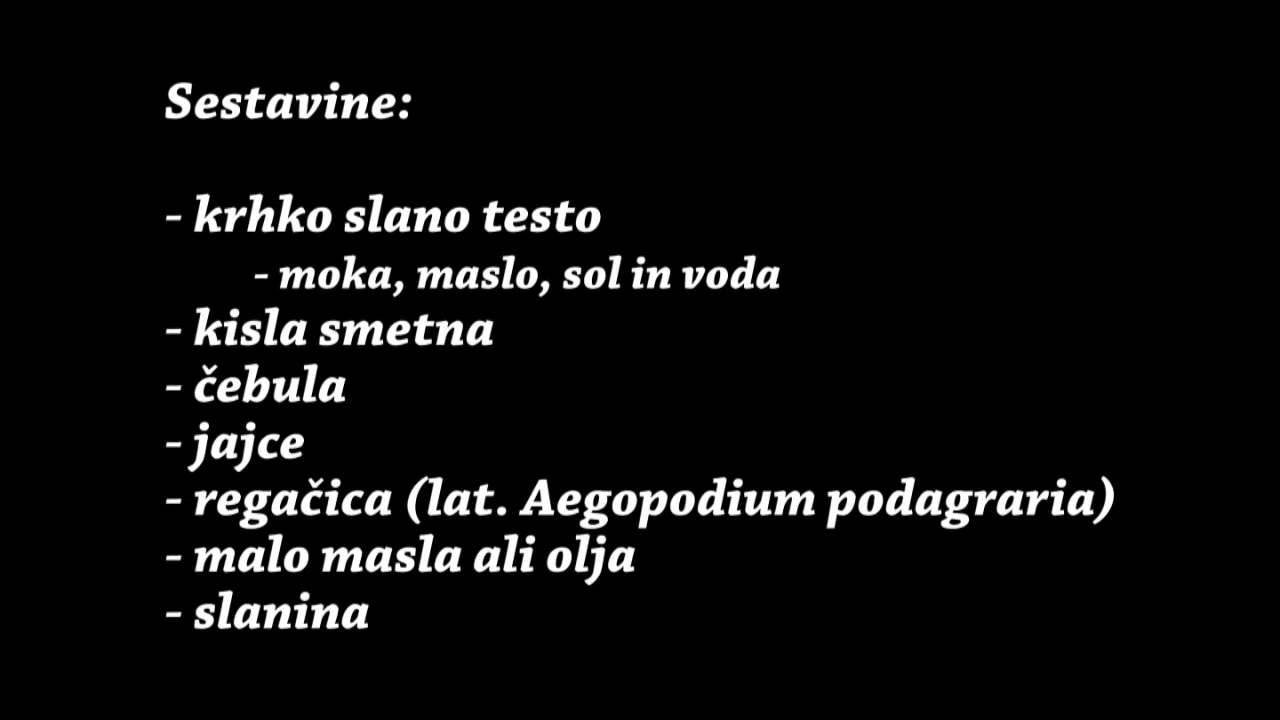 Sestavine:
- krhko slano testo
- moka, maslo, sol in voda
- kisla smetna
- čebula
- jajce
- regačica (lat. Aegopodium podagraria)
- malo masla ali olja
- slanina